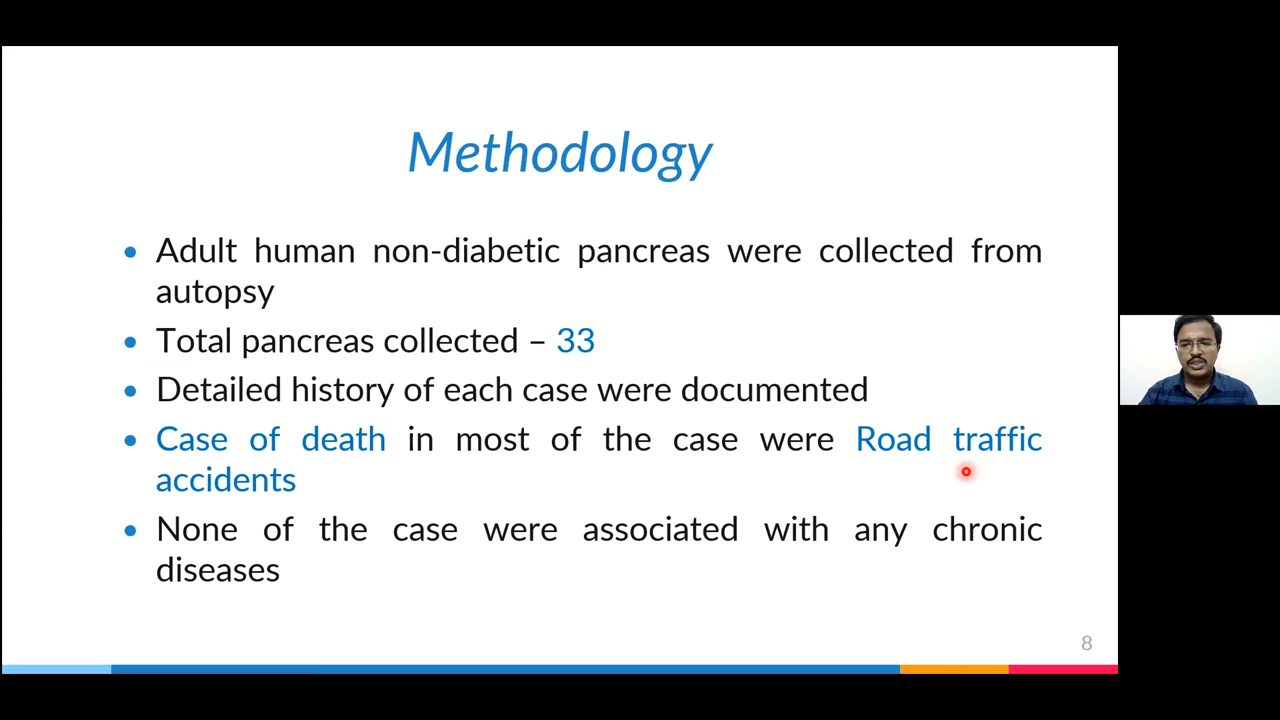 Methodology
• Adult human non-diabetic pancreas were collected from
autopsy
• Total pancreas collected – 33
• Detailed history of each case were documented
• Case of death in most of the case were Road traffic
accidents
• None of the case were associated with any chronic
diseases
8